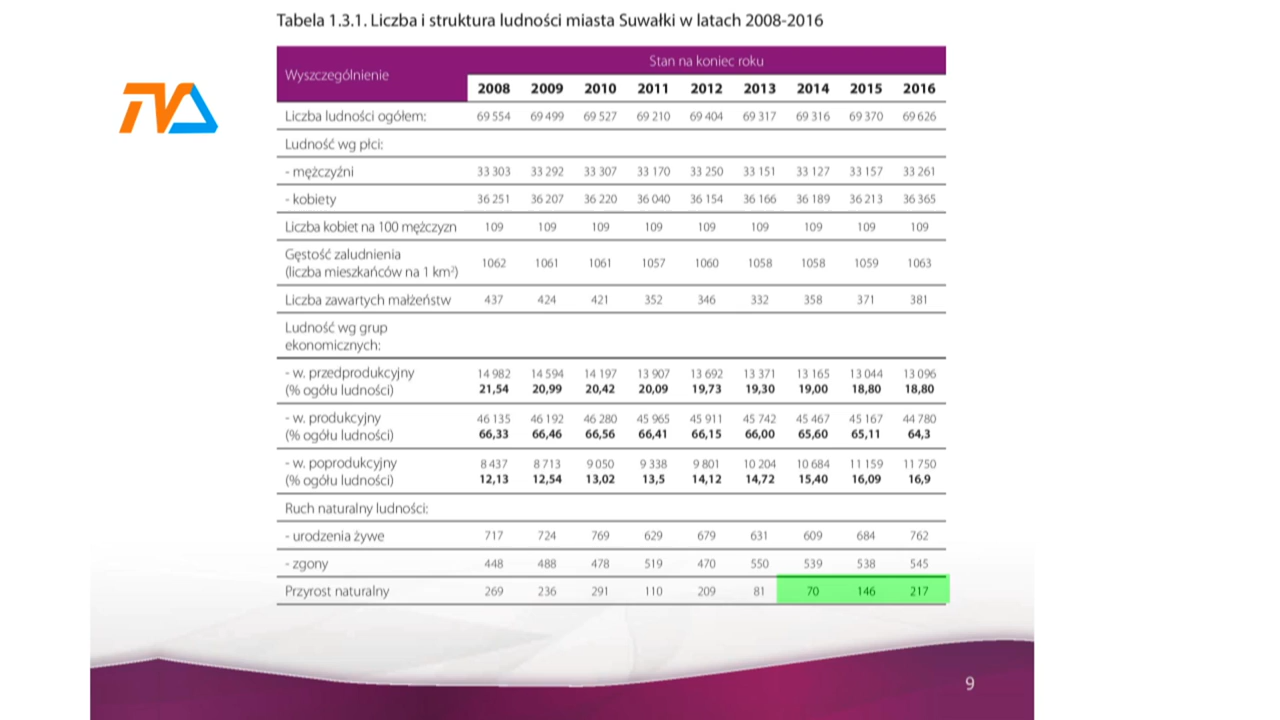 Tabela 1.3.1. Liczba i struktura ludności miasta Suwałki w latach 2008-2016
TVA
Wyszczególnienie Stan na koniec roku
2008 2009 2010 2011 2012 2013 2014 2015 2016
Liczba ludności ogółem: 69 554 69 499 69 527 69 210 69 404 69 317 69 316 69 370 69 626
Ludność wg płci:
- mężczyźni 33 303 33 292 33 307 33 170 33 250 33 151 33 127 33 157 33 261
- kobiety 36 251 36 207 36 220 36 040 36 154 36 166 36 189 36 213 36 365
Liczba kobiet na 100 mężczyzn 109 109 109 109 109 109 109 109 109
Gęstość zaludnienia
(liczba mieszkańców na 1 km²) 1062 1061 1061 1057 1060 1058 1058 1059 1063
Liczba zawartych małżeństw 437 424 421 352 346 332 358 371 381
Ludność wg grup
ekonomicznych:
- w. przedprodukcyjny 14 982 14 594 14 197 13 907 13 692 13 371 13 165 13 044 13 096
(% ogółu ludności) 21,54 20,99 20,42 20,09 19,73 19,30 19,00 18,80 18,80
- w. produkcyjny 46 135 46 192 46 280 45 965 45 911 45 742 45 467 45 167 44 780
(% ogółu ludności) 66,33 66,46 66,56 66,41 66,15 66,00 65,60 65,11 64,3
- w. poprodukcyjny 8 437 8 713 9 050 9 338 9 801 10 204 10 684 11 159 11 750
(% ogółu ludności) 12,13 12,54 13,02 13,5 14,12 14,72 15,40 16,09 16,9
Ruch naturalny ludności:
- urodzenia żywe 717 724 769 629 679 631 609 684 762
- zgony 448 488 478 519 470 550 539 538 545
Przyrost naturalny 269 236 291 110 209 81 70 146 217
9